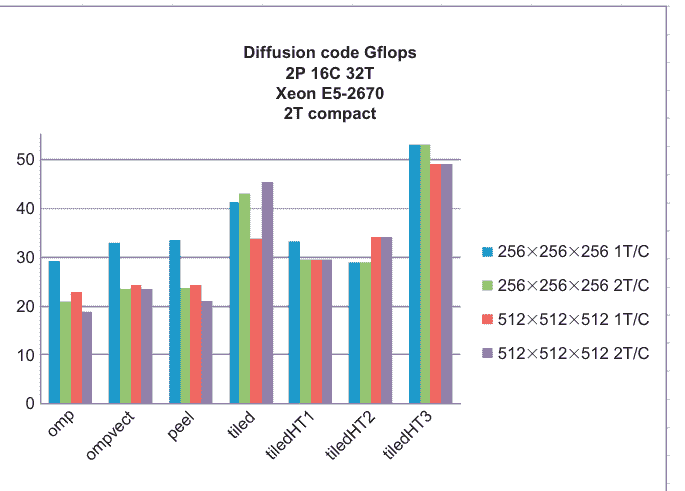 Diffusion code Gflops
2P 16C 32T
Xeon E5-2670
2T compact
50
40
30
20
10
0
omp
ompvect
peel
tiled
tiledHT1
tiledHT2
tiledHT3
256×256×256 1T/C
256×256×256 2T/C
512×512×512 1T/C
512×512×512 2T/C